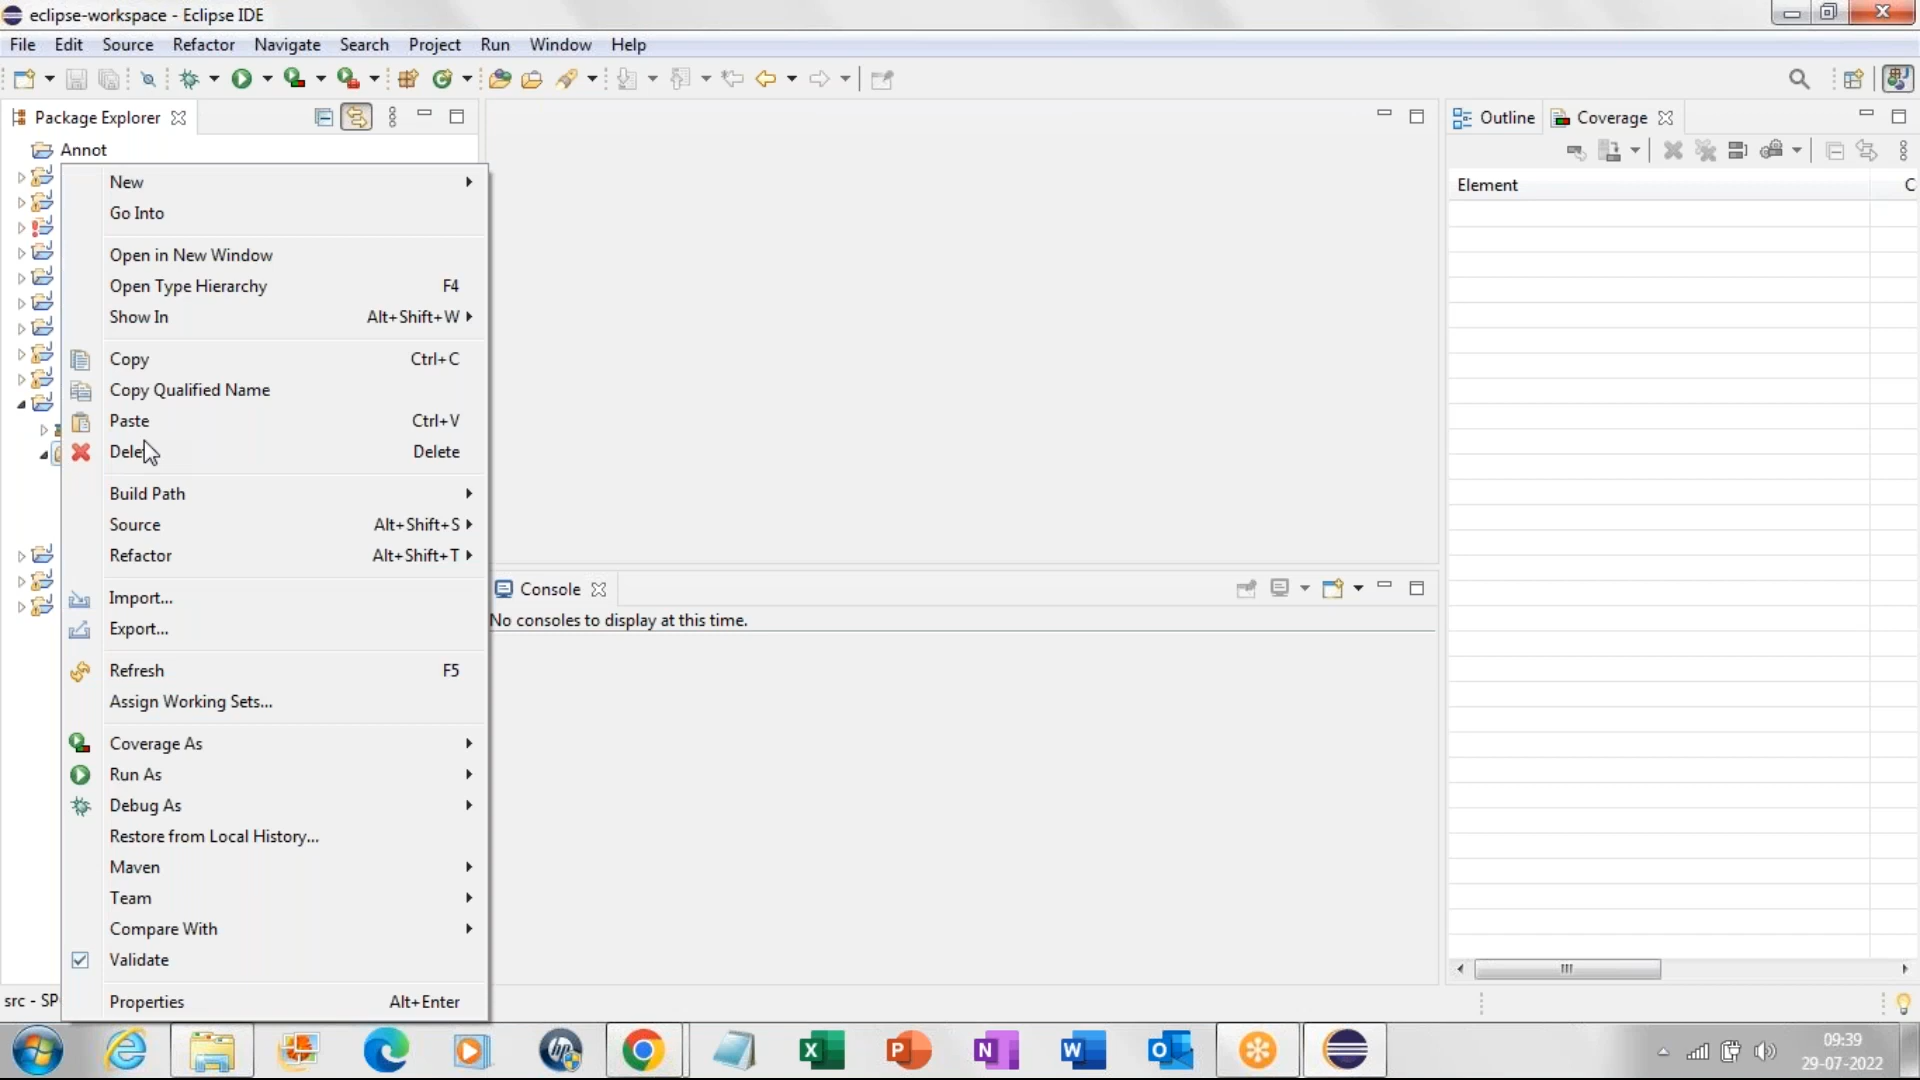 eclipse-workspace - Eclipse IDE
File Edit Source Refactor Navigate Search Project Run Window Help
Package Explorer
Outline Coverage
Annot
Element C
New
Go Into
Open in New Window
Open Type Hierarchy F4
Show In Alt+Shift+W
Copy Ctrl+C
Copy Qualified Name
Paste Ctrl+V
Delete Delete
Build Path
Source Alt+Shift+S
Refactor Alt+Shift+T
Import...
Export...
Refresh F5
Assign Working Sets...
Coverage As
Run As
Debug As
Restore from Local History...
Maven
Team
Compare With
Validate
Properties Alt+Enter
Console
No consoles to display at this time.
src - SP
09:39
29-07-2022